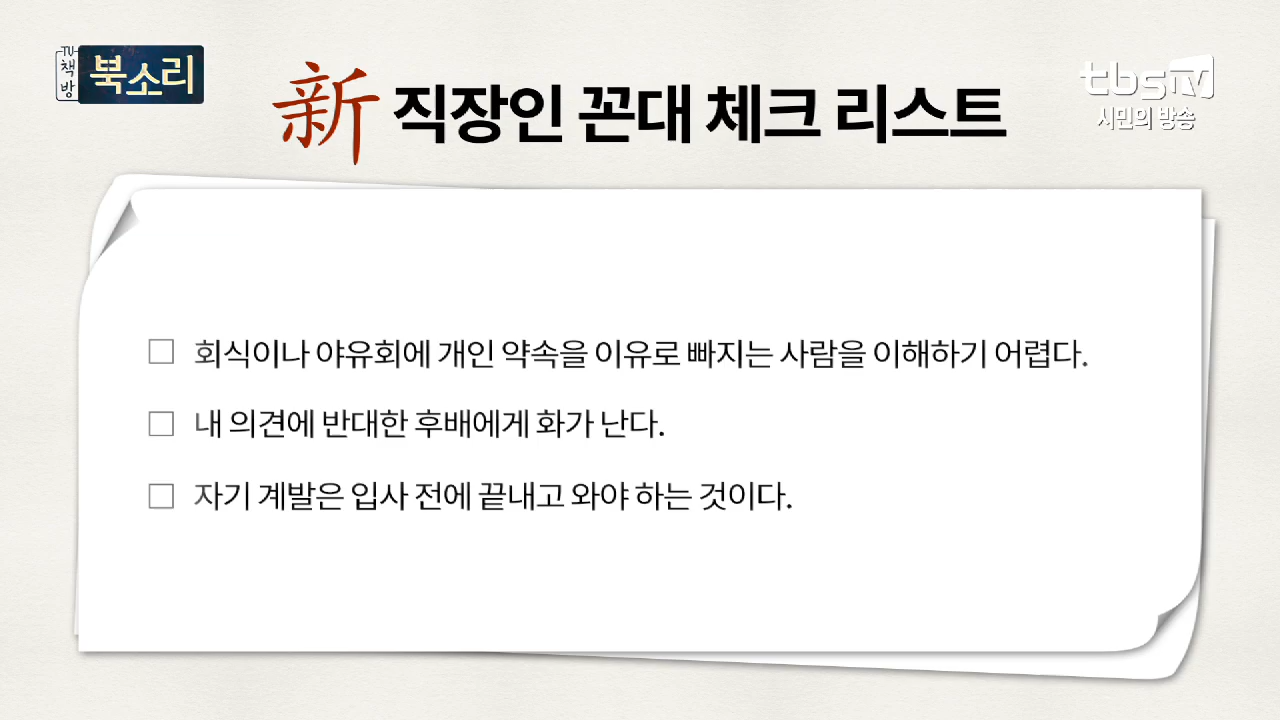 TV책방 북소리
tbs TV
시민의 방송
新 직장인 꼰대 체크 리스트
회식이나 야유회에 개인 약속을 이유로 빠지는 사람을 이해하기 어렵다.
내 의견에 반대한 후배에게 화가 난다.
자기 계발은 입사 전에 끝내고 와야 하는 것이다.